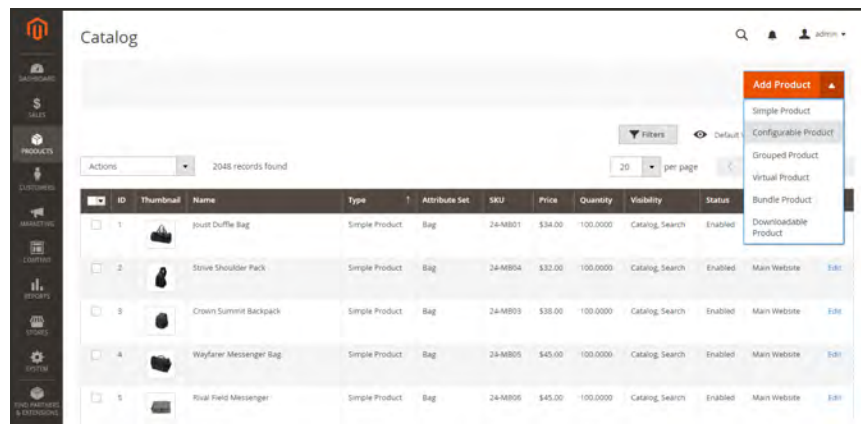 Catalog
admin
DASHBOARD
SALES
PRODUCTS
CUSTOMERS
MARKETING
CONTENT
REPORTS
STORES
SYSTEM
FIND PARTNERS
& EXTENSIONS
Add Product
Simple Product
Configurable Product
Grouped Product
Virtual Product
Bundle Product
Downloadable
Product
Filters
Default
Actions
2048 records found
20 per page
ID Thumbnail Name Type Attribute Set SKU Price Quantity Visibility Status
1 Joust Duffle Bag Simple Product Bag 24-MB01 $34.00 100.0000 Catalog, Search Enabled
2 Strive Shoulder Pack Simple Product Bag 24-MB04 $32.00 100.0000 Catalog, Search Enabled Main Website Edit
3 Crown Summit Backpack Simple Product Bag 24-MB03 $38.00 100.0000 Catalog, Search Enabled Main Website Edit
4 Wayfarer Messenger Bag Simple Product Bag 24-MB05 $45.00 100.0000 Catalog, Search Enabled Main Website Edit
5 Rival Field Messenger Simple Product Bag 24-MB06 $45.00 100.0000 Catalog, Search Enabled Main Website Edit